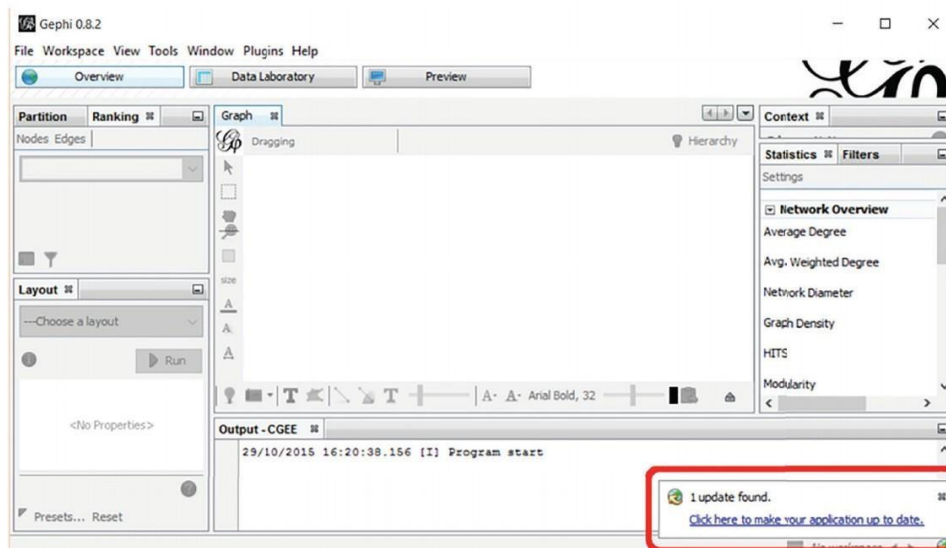 Gephi 0.8.2
File Workspace View Tools Window Plugins Help
Overview
Data Laboratory
Preview
Partition
Ranking
Nodes Edges
---Choose a layout
Layout
Run
<No Properties>
Presets... Reset
Graph
Dragging
Hierarchy
size
A
A
A
T
T
A- A- Arial Bold, 32
Output - CGEE
29/10/2015 16:20:38.156 [I] Program start
Context
Statistics
Filters
Settings
Network Overview
Average Degree
Avg. Weighted Degree
Network Diameter
Graph Density
HITS
Modularity
1 update found.
Click here to make your application up to date.